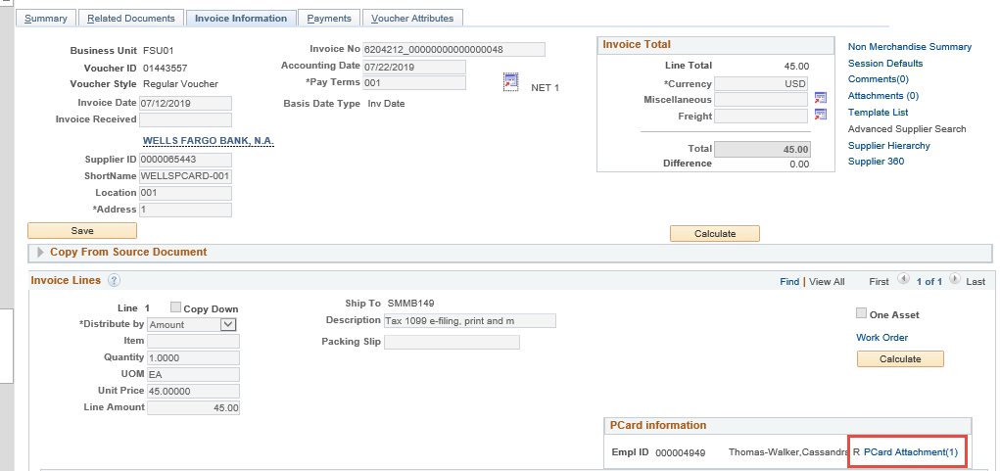 Summary Related Documents Invoice Information Payments Voucher Attributes
Business Unit FSU01
Voucher ID 01443557
Voucher Style Regular Voucher
Invoice Date 07/12/2019
Invoice Received
Invoice No 6204212_00000000000000048
Accounting Date 07/22/2019
*Pay Terms 001
NET 1
Basis Date Type Inv Date
WELLS FARGO BANK, N.A.
Supplier ID 0000065443
ShortName WELLSPCARD-001
Location 001
*Address 1
Invoice Total
Line Total 45.00
*Currency USD
Miscellaneous
Freight
Total 45.00
Difference 0.00
Non Merchandise Summary
Session Defaults
Comments(0)
Attachments (0)
Template List
Advanced Supplier Search
Supplier Hierarchy
Supplier 360
Save
Calculate
Copy From Source Document
Invoice Lines ?
Find | View All First 1 of 1 Last
Line 1 Copy Down
*Distribute by Amount
Item
Quantity 1.0000
UOM EA
Unit Price 45.00000
Line Amount 45.00
Ship To SMMB149
Description Tax 1099 e-filing, print and m
Packing Slip
One Asset
Work Order
Calculate
PCard information
Empl ID 000004949 Thomas-Walker,Cassandra R PCard Attachment(1)